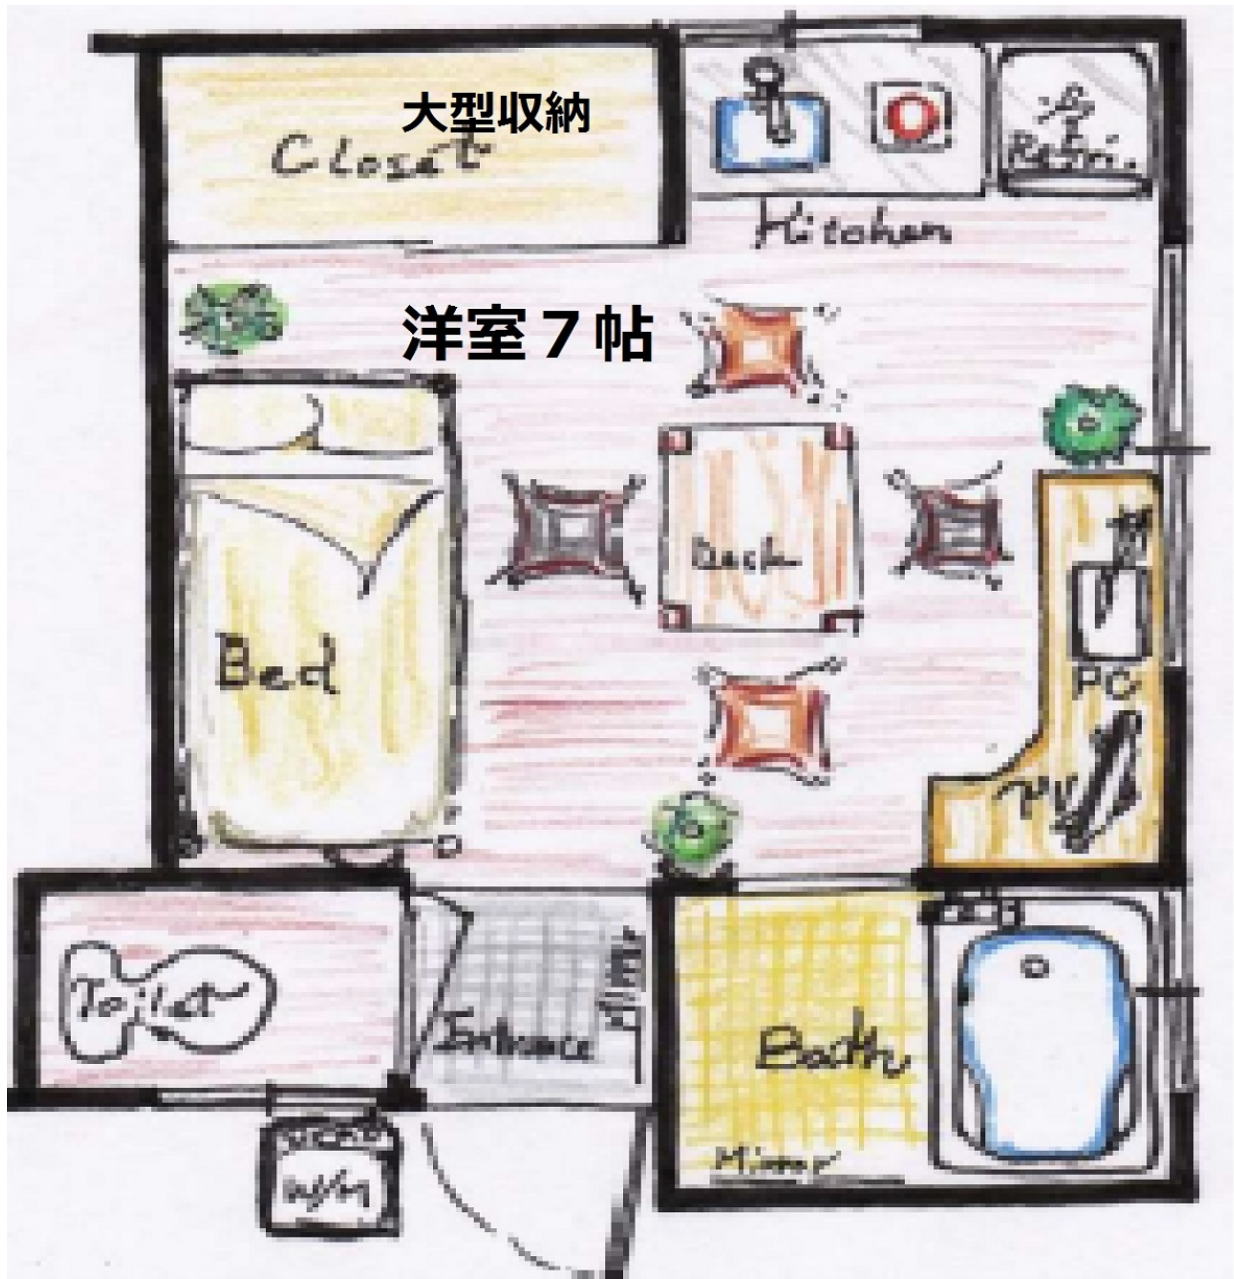 大型収納
Closet
Refri.
Kitchen
洋室７帖
Desk
Bed
PC
TV
Toilet
Entrance
Bath
Mirror
W/M